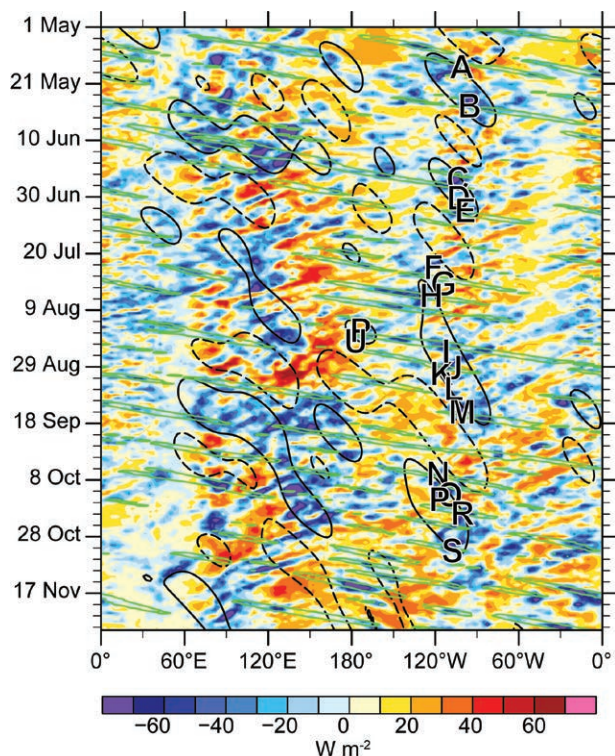 1 May
A
21 May
B
10 Jun
C
30 Jun
D
E
20 Jul
F
G
H
9 Aug
U
I
J
29 Aug
K
L
M
18 Sep
N
8 Oct
P
R
28 Oct
S
17 Nov
0° 60°E 120°E 180° 120°W 60°W 0°
−60 −40 −20 0 20 40 60
W m⁻²